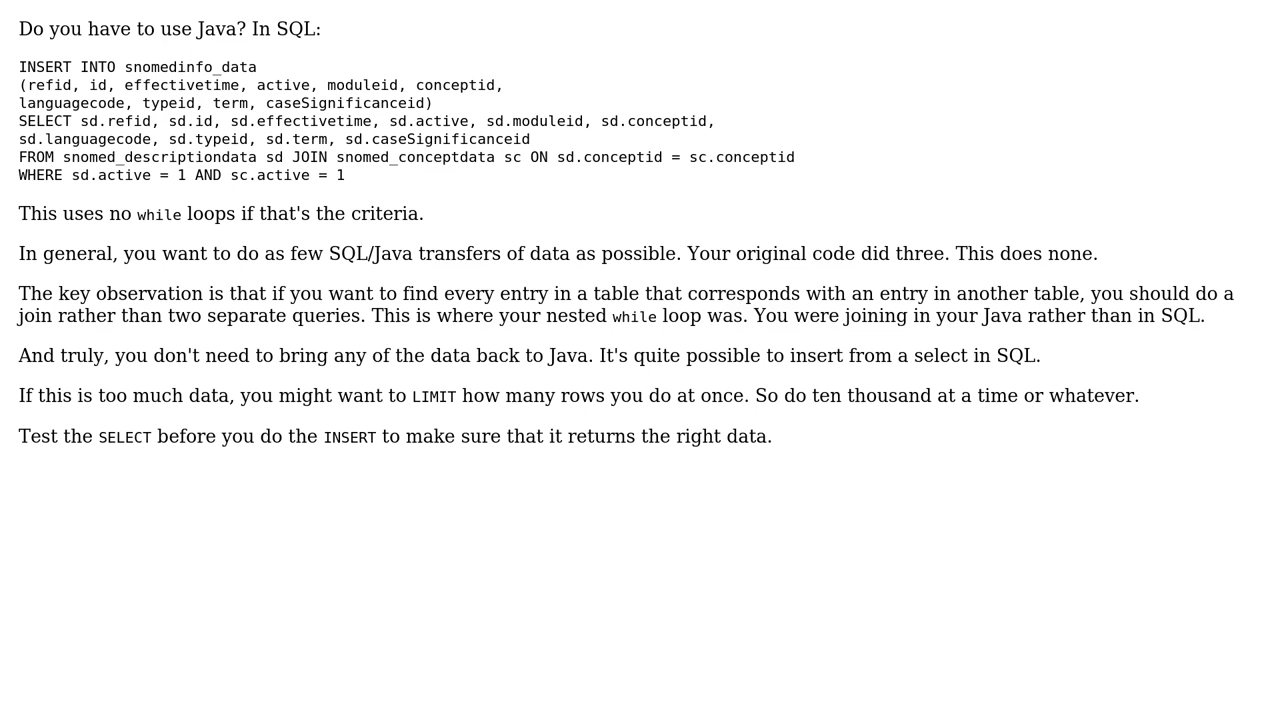 Do you have to use Java? In SQL:
INSERT INTO snomedinfo_data
(refid, id, effectivetime, active, moduleid, conceptid,
languagecode, typeid, term, caseSignificanceid)
SELECT sd.refid, sd.id, sd.effectivetime, sd.active, sd.moduleid, sd.conceptid,
sd.languagecode, sd.typeid, sd.term, sd.caseSignificanceid
FROM snomed_descriptiondata sd JOIN snomed_conceptdata sc ON sd.conceptid = sc.conceptid
WHERE sd.active = 1 AND sc.active = 1
This uses no while loops if that's the criteria.
In general, you want to do as few SQL/Java transfers of data as possible. Your original code did three. This does none.
The key observation is that if you want to find every entry in a table that corresponds with an entry in another table, you should do a
join rather than two separate queries. This is where your nested while loop was. You were joining in your Java rather than in SQL.
And truly, you don't need to bring any of the data back to Java. It's quite possible to insert from a select in SQL.
If this is too much data, you might want to LIMIT how many rows you do at once. So do ten thousand at a time or whatever.
Test the SELECT before you do the INSERT to make sure that it returns the right data.